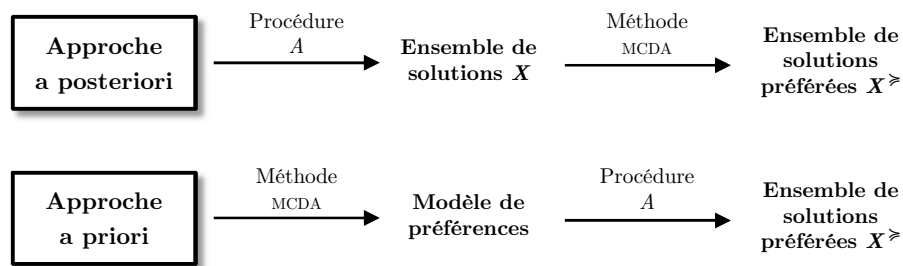 Approche
a posteriori
Procédure
A
Ensemble de
solutions X
Méthode
MCDA
Ensemble de
solutions
préférées X≽
Approche
a priori
Méthode
MCDA
Modèle de
préférences
Procédure
A
Ensemble de
solutions
préférées X≽